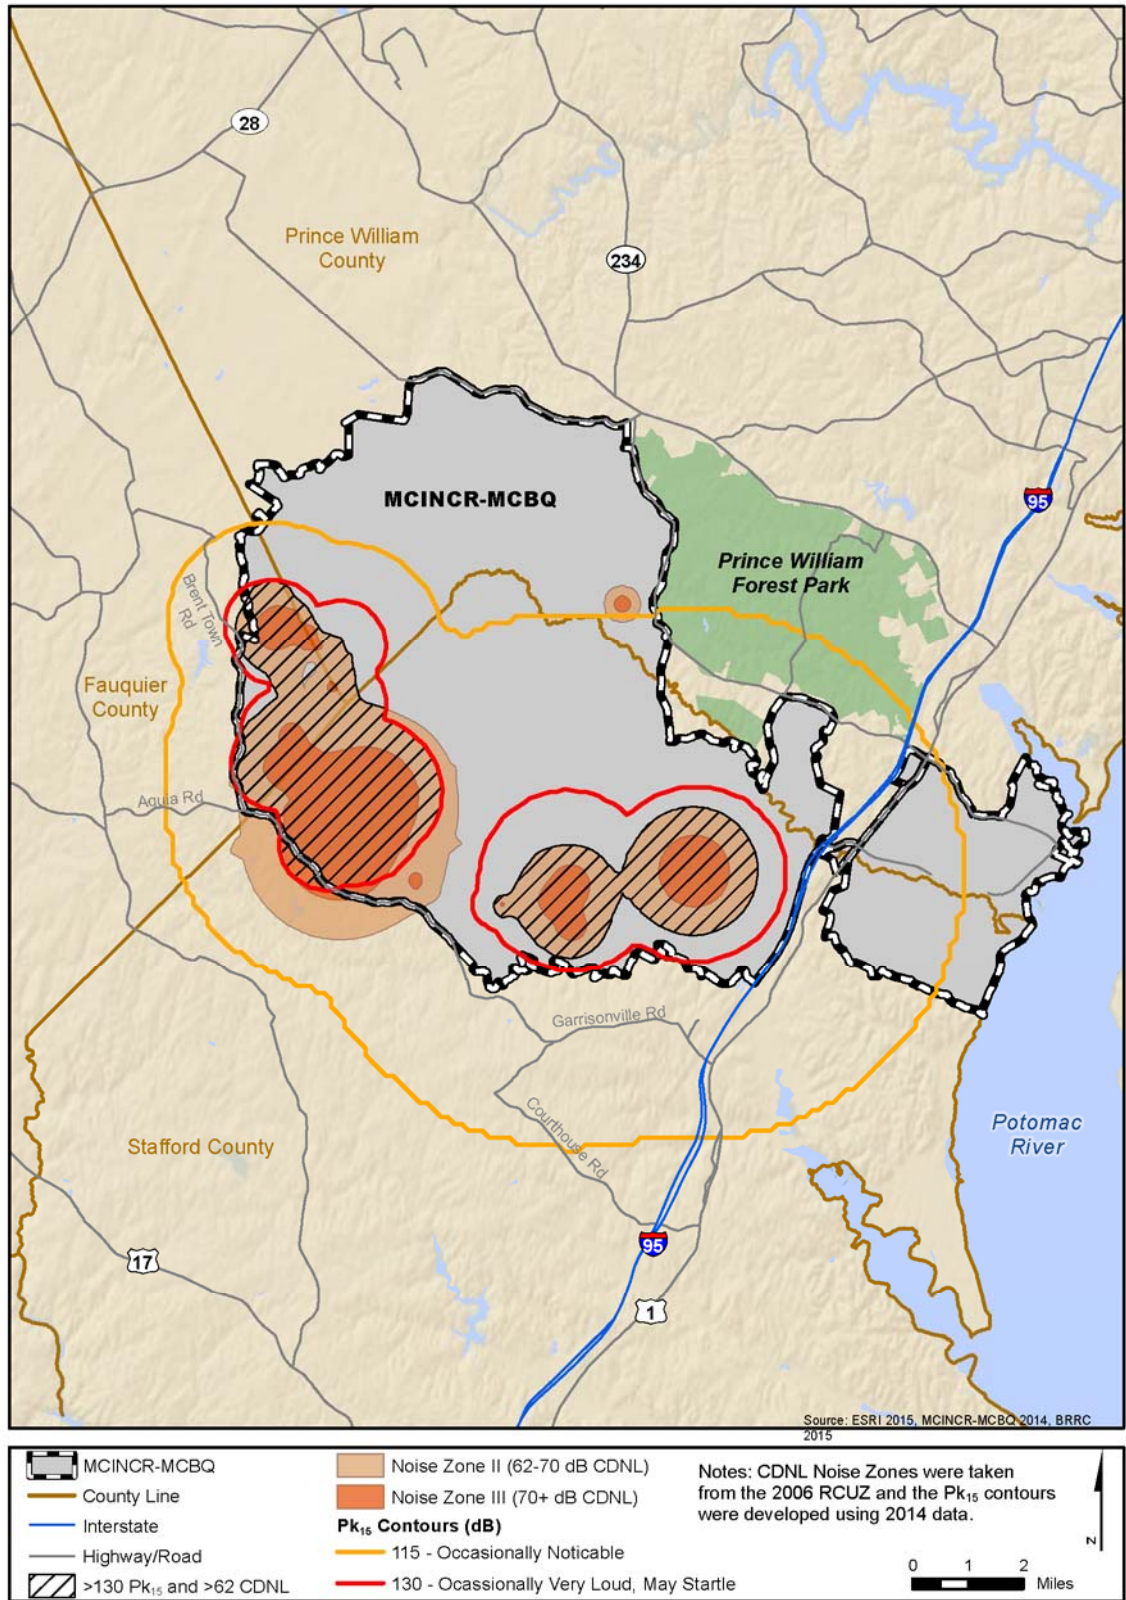 28
Prince William
County
234
MCINCR-MCBQ
95
Prince William
Forest Park
Brent Town
Rd
Fauquier
County
Aquia Rd
Garrisonville Rd
Courthouse Rd
Stafford County
Potomac
River
17
95
1
Source: ESRI 2015, MCINCR-MCBQ 2014, BRRC
2015
MCINCR-MCBQ
County Line
Interstate
Highway/Road
>130 Pk15 and >62 CDNL
Noise Zone II (62-70 dB CDNL)
Noise Zone III (70+ dB CDNL)
Pk15 Contours (dB)
115 - Occasionally Noticable
130 - Ocassionally Very Loud, May Startle
Notes: CDNL Noise Zones were taken
from the 2006 RCUZ and the Pk15 contours
were developed using 2014 data.
N
0 1 2
Miles